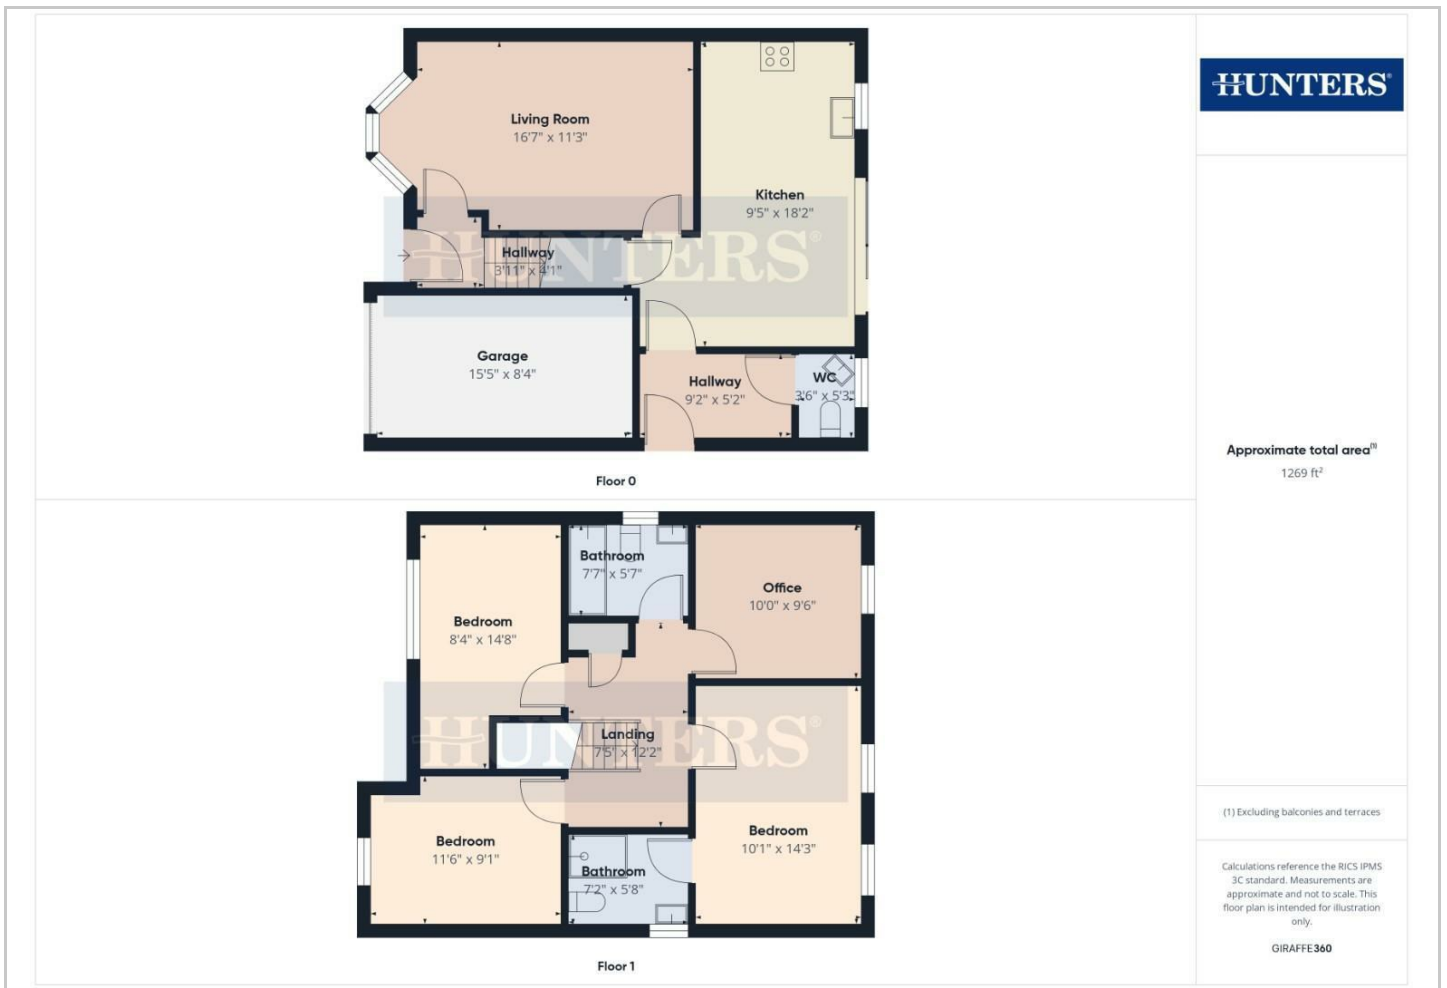 HUNTERS®
Living Room
16'7" x 11'3"
Kitchen
9'5" x 18'2"
Hallway
3'11" x 4'1"
HUNTERS®
Garage
15'5" x 8'4"
Hallway
9'2" x 5'2"
WC
3'6" x 5'3"
Floor 0
Approximate total area(1)
1269 ft²
Bathroom
7'7" x 5'7"
Office
10'0" x 9'6"
Bedroom
8'4" x 14'8"
Landing
7'5" x 12'2"
HUNTERS®
Bedroom
11'6" x 9'1"
Bedroom
10'1" x 14'3"
Bathroom
7'2" x 5'8"
Floor 1
(1) Excluding balconies and terraces
Calculations reference the RICS IPMS
3C standard. Measurements are
approximate and not to scale. This
floor plan is intended for illustration
only.
GIRAFFE360